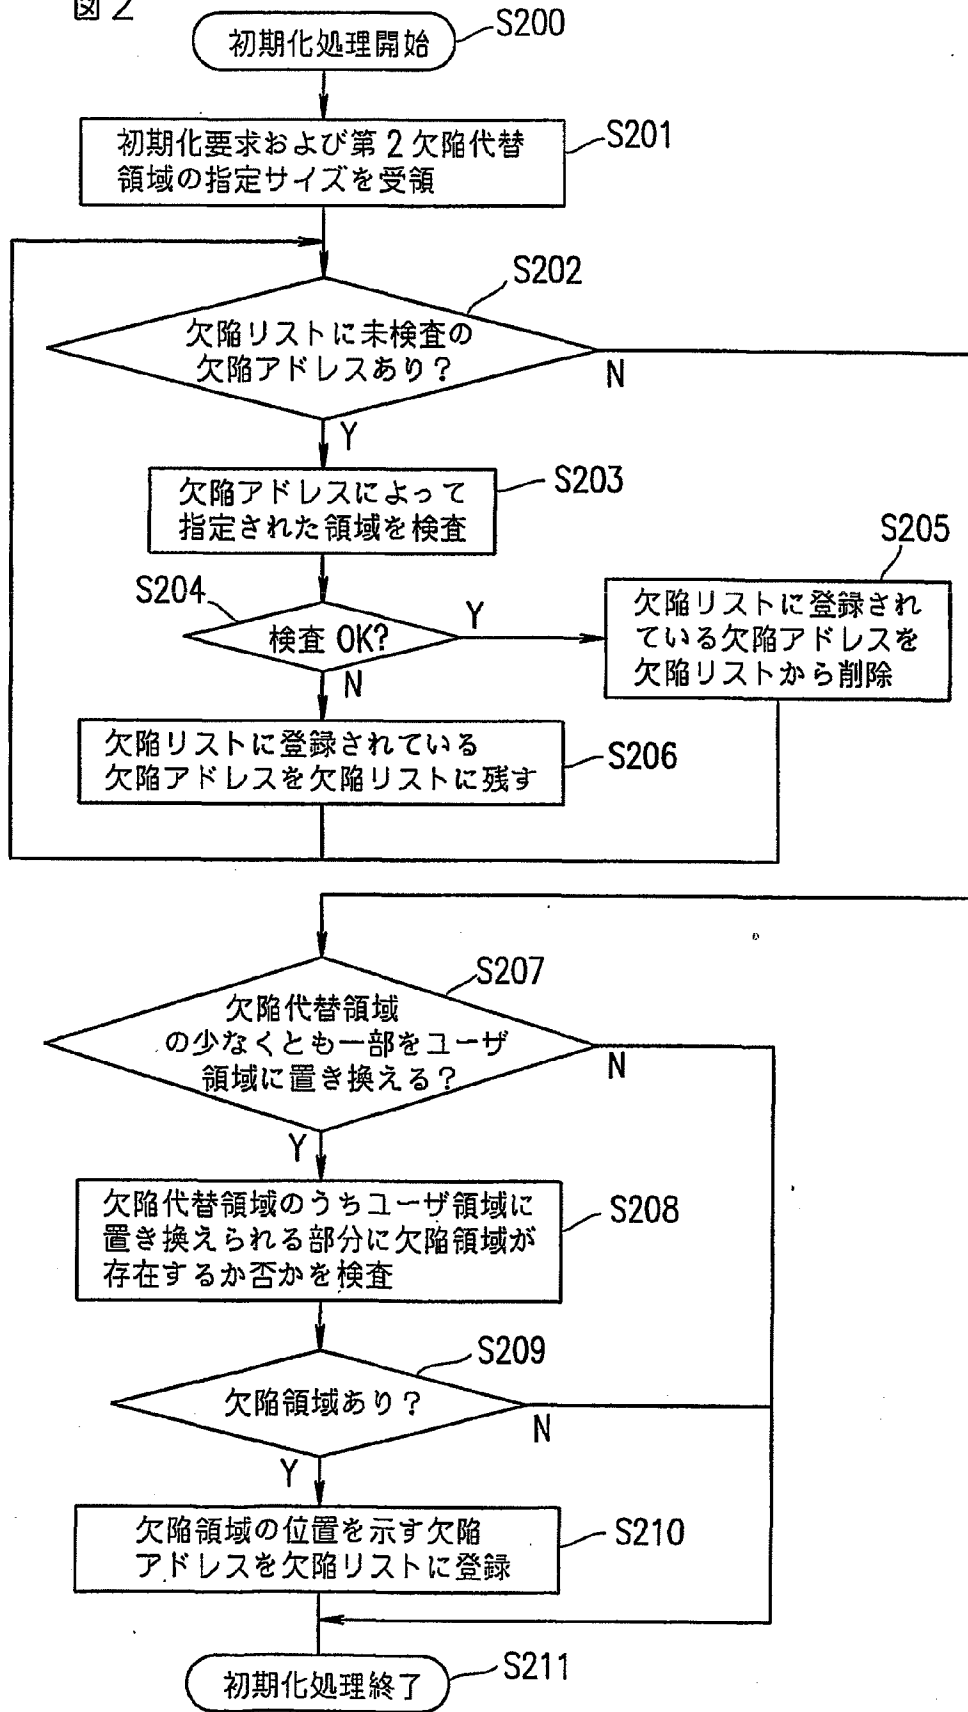 図2
初期化処理開始
S200
初期化要求および第2欠陥代替
領域の指定サイズを受領
S201
S202
欠陥リストに未検査の
欠陥アドレスあり?
N
Y
欠陥アドレスによって
指定された領域を検査
S203
S204
検査 OK?
Y
N
S205
欠陥リストに登録され
ている欠陥アドレスを
欠陥リストから削除
欠陥リストに登録されている
欠陥アドレスを欠陥リストに残す
S206
S207
欠陥代替領域
の少なくとも一部をユーザ
領域に置き換える?
N
Y
欠陥代替領域のうちユーザ領域に
置き換えられる部分に欠陥領域が
存在するか否かを検査
S208
S209
欠陥領域あり?
N
Y
欠陥領域の位置を示す欠陥
アドレスを欠陥リストに登録
S210
初期化処理終了
S211